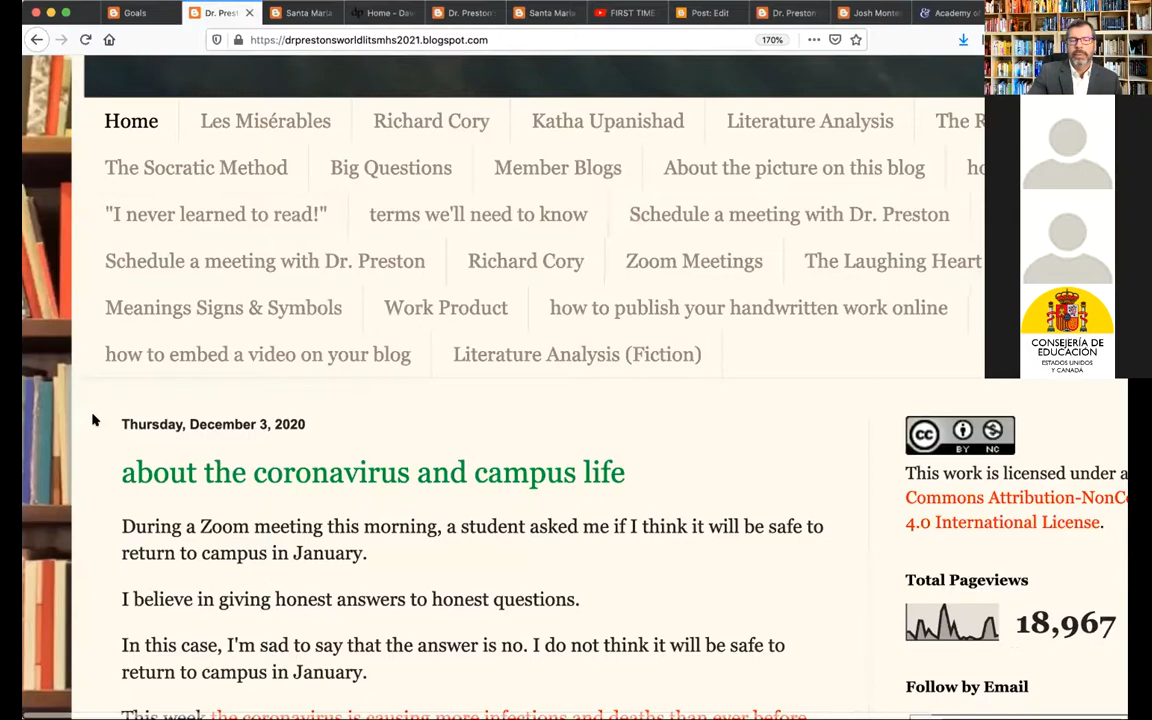 Goals
Dr. Prest
Santa Maria
Home – Dav
Dr. Preston'
Santa Maria
FIRST TIME
Post: Edit
Dr. Preston
Josh Monte
Academy o
https://drprestonsworldlitsmhs2021.blogspot.com
170%
Home
Les Misérables
Richard Cory
Katha Upanishad
Literature Analysis
The R
The Socratic Method
Big Questions
Member Blogs
About the picture on this blog
ho
"I never learned to read!"
terms we'll need to know
Schedule a meeting with Dr. Preston
Schedule a meeting with Dr. Preston
Richard Cory
Zoom Meetings
The Laughing Heart
Meanings Signs & Symbols
Work Product
how to publish your handwritten work online
how to embed a video on your blog
Literature Analysis (Fiction)
CONSEJERÍA DE
EDUCACIÓN
ESTADOS UNIDOS
Y CANADÁ
Thursday, December 3, 2020
about the coronavirus and campus life
During a Zoom meeting this morning, a student asked me if I think it will be safe to
return to campus in January.
I believe in giving honest answers to honest questions.
In this case, I'm sad to say that the answer is no. I do not think it will be safe to
return to campus in January.
This week the coronavirus is causing more infections and deaths than ever before
cc
BY NC
This work is licensed under a
Commons Attribution-NonCo
4.0 International License.
Total Pageviews
18,967
Follow by Email